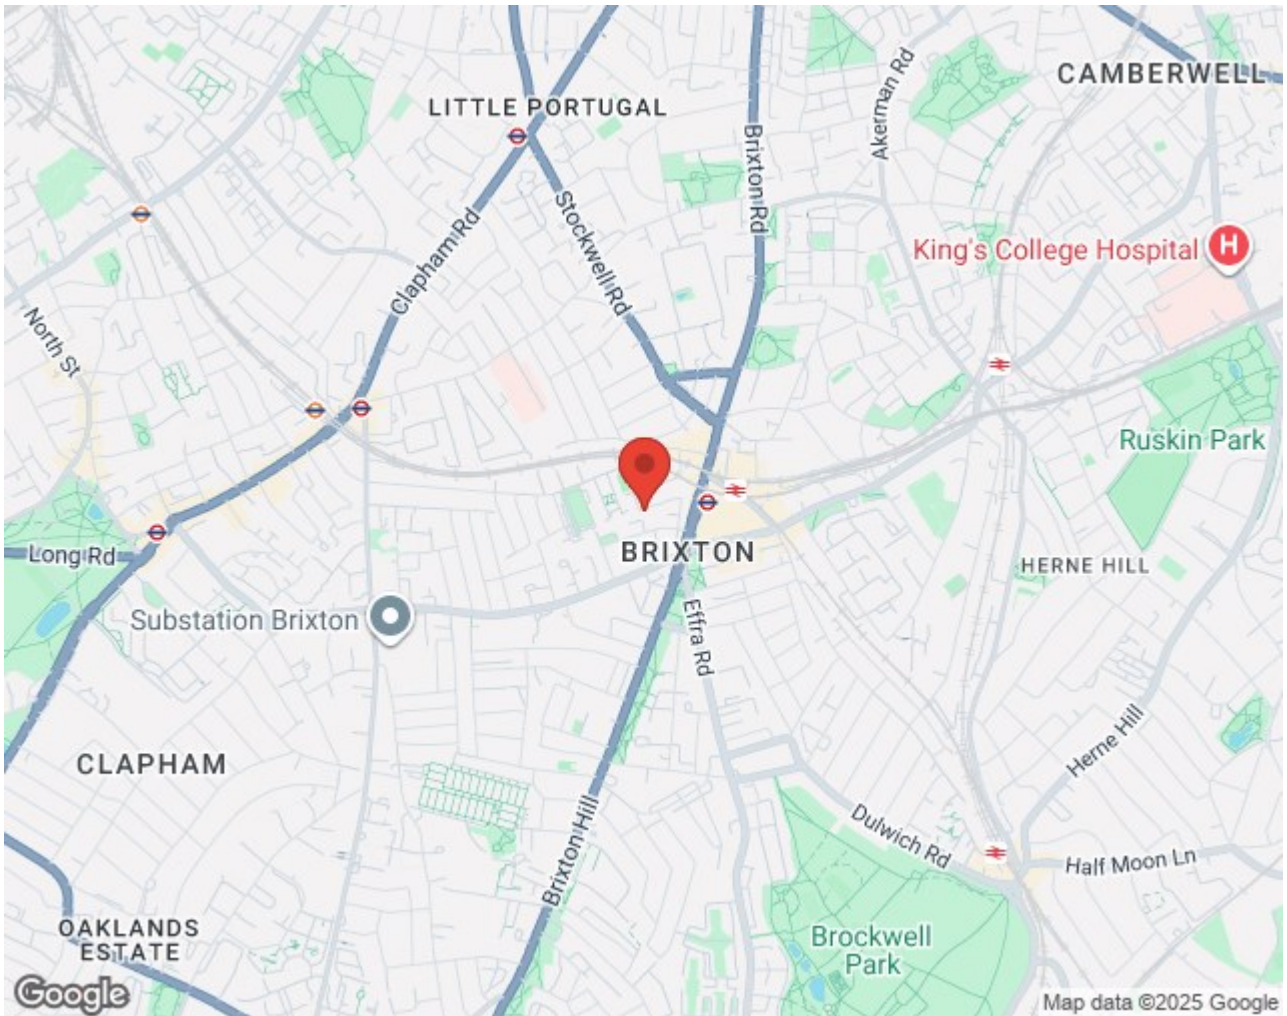 CAMBERWELL
LITTLE PORTUGAL
Akerman Rd
Brixton Rd
Stockwell Rd
Clapham Rd
King's College Hospital
H
North St
Ruskin Park
BRIXTON
Long Rd
HERNE HILL
Substation Brixton
Effra Rd
CLAPHAM
Herne Hill
Brixton Hill
Dulwich Rd
Half Moon Ln
OAKLANDS
ESTATE
Brockwell
Park
Google
Map data ©2025 Google